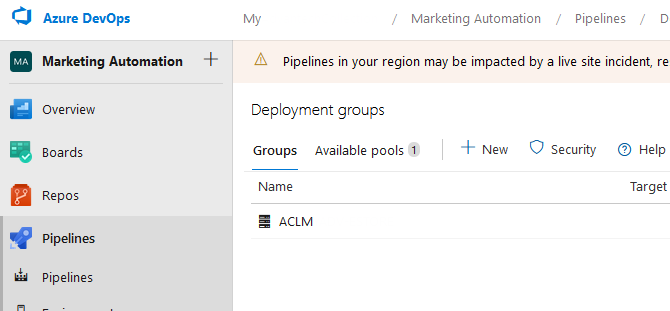 Azure DevOps
My / Marketing Automation / Pipelines / D
MA Marketing Automation
Pipelines in your region may be impacted by a live site incident, re
Overview
Deployment groups
Boards
Groups Available pools 1 New Security Help
Name Target
Repos
ACLM
Pipelines
Pipelines